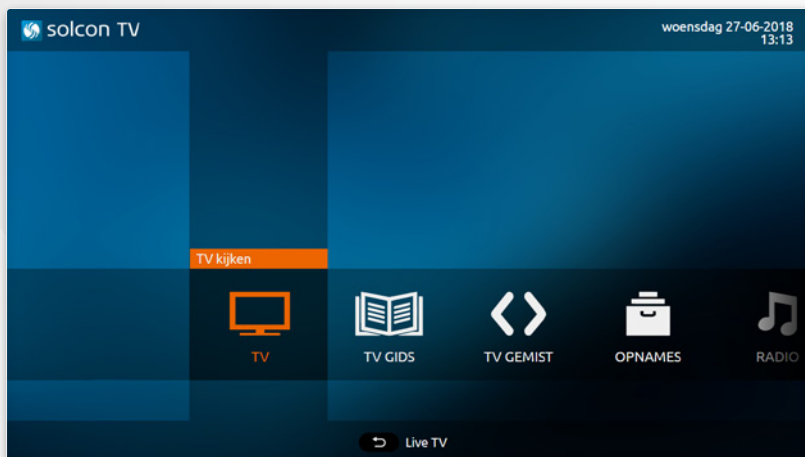 solcon TV
woensdag 27-06-2018
13:13
TV kijken
TV
TV GIDS
TV GEMIST
OPNAMES
RADIO
Live TV